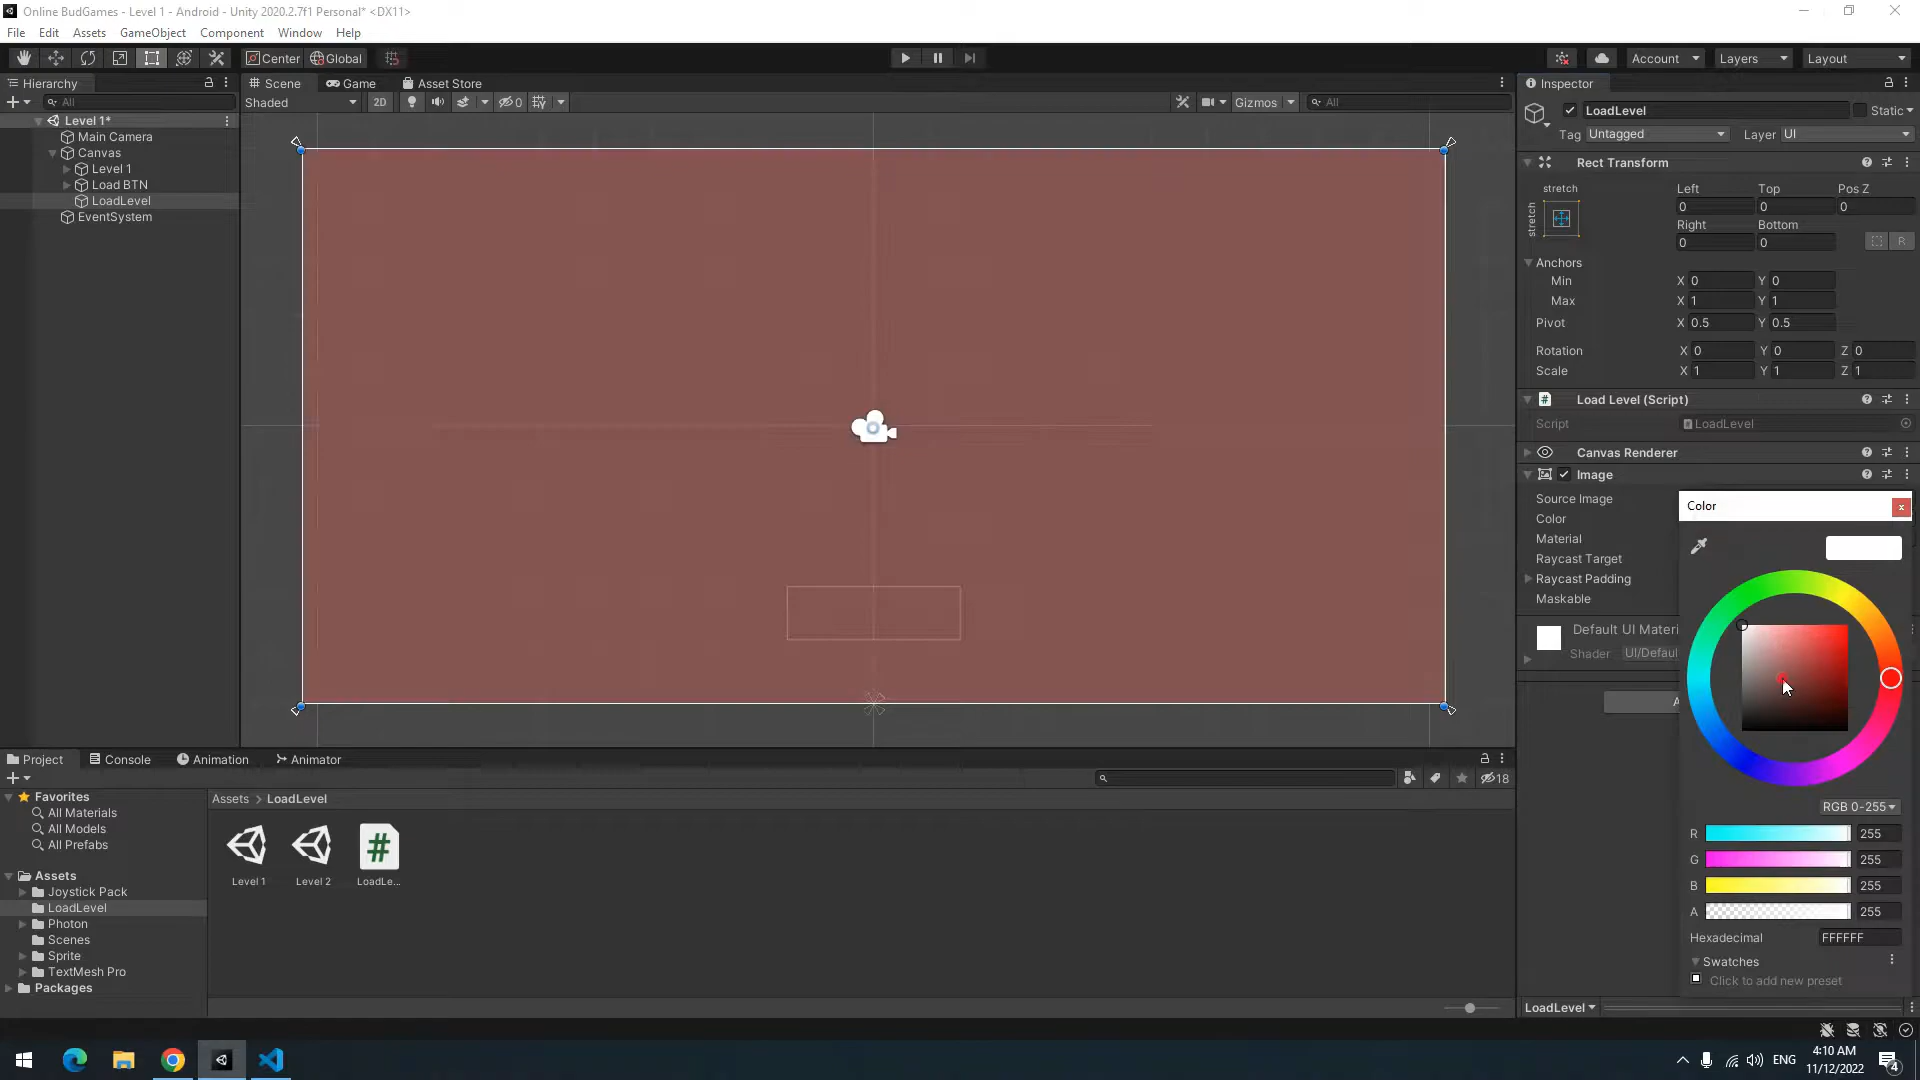 Online BudGames - Level 1 - Android - Unity 2020.2.7f1 Personal* <DX11>
File Edit Assets GameObject Component Window Help
Center Global Account Layers Layout
Hierarchy
All
Level 1*
Main Camera
Canvas
Level 1
Load BTN
LoadLevel
EventSystem
Scene Game Asset Store
Shaded 2D 0 Gizmos All
Inspector
LoadLevel Static
Tag Untagged Layer UI
Rect Transform
stretch Left Top Pos Z
stretch 0 0 0
Right Bottom
0 0 R
Anchors
Min X 0 Y 0
Max X 1 Y 1
Pivot X 0.5 Y 0.5
Rotation X 0 Y 0 Z 0
Scale X 1 Y 1 Z 1
# Load Level (Script)
Script LoadLevel
Canvas Renderer
Image
Source Image
Color
Material
Raycast Target
Raycast Padding
Maskable
Default UI Materi
Shader UI/Defaul
A
Color x
RGB 0-255
R 255
G 255
B 255
A 255
Hexadecimal FFFFFF
Swatches
Click to add new preset
LoadLevel
Project Console Animation Animator
18
Favorites
All Materials
All Models
All Prefabs
Assets
Joystick Pack
LoadLevel
Photon
Scenes
Sprite
TextMesh Pro
Packages
Assets > LoadLevel
#
Level 1 Level 2 LoadLe...
ENG 4:10 AM
11/12/2022 4